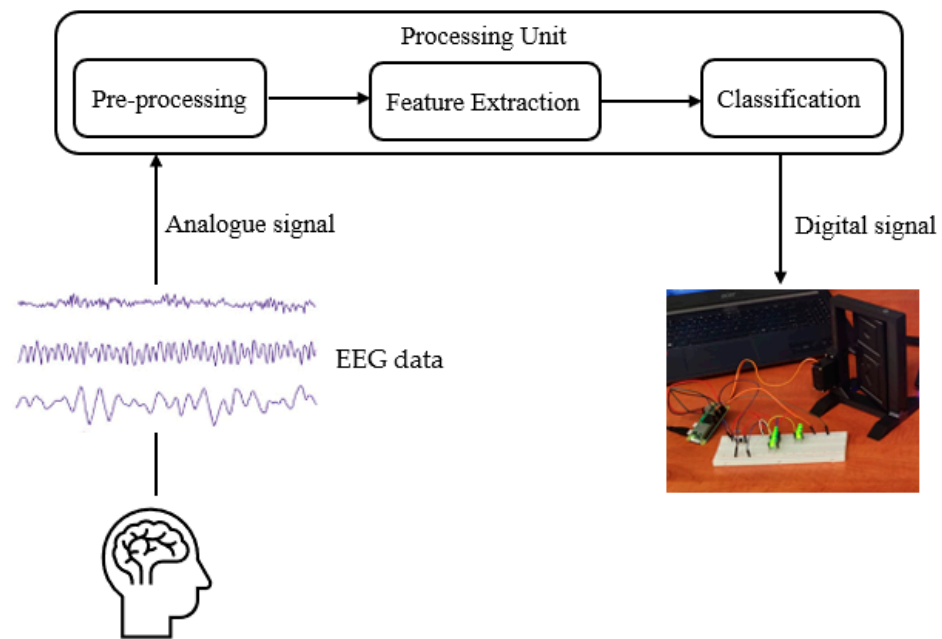 Processing Unit
Pre-processing
Feature Extraction
Classification
Analogue signal
Digital signal
EEG data